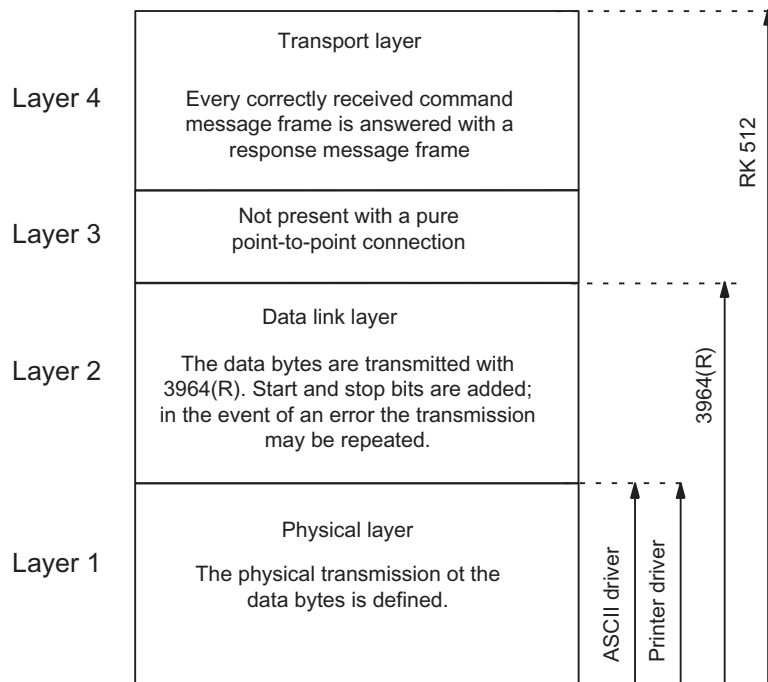 Transport layer
Layer 4
Every correctly received command
message frame is answered with a
response message frame
RK 512
Layer 3
Not present with a pure
point-to-point connection
Data link layer
Layer 2
The data bytes are transmitted with
3964(R). Start and stop bits are added;
in the event of an error the transmission
may be repeated.
3964(R)
Physical layer
Layer 1
The physical transmission ot the
data bytes is defined.
ASCII driver
Printer driver